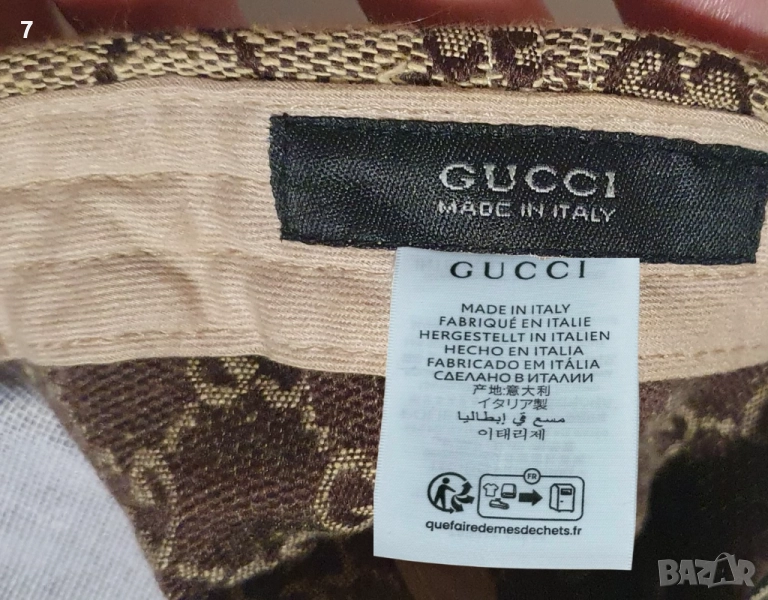 7
GUCCI
MADE IN ITALY
GUCCI
MADE IN ITALY
FABRIQUÉ EN ITALIE
HERGESTELLT IN ITALIEN
HECHO EN ITALIA
FABRICADO EM ITÁLIA
СДЕЛАНО В ИТАЛИИ
产地:意大利
イタリア製
صنع في إيطاليا
이태리제
FR
quefairedemesdechets.fr
BAZAR